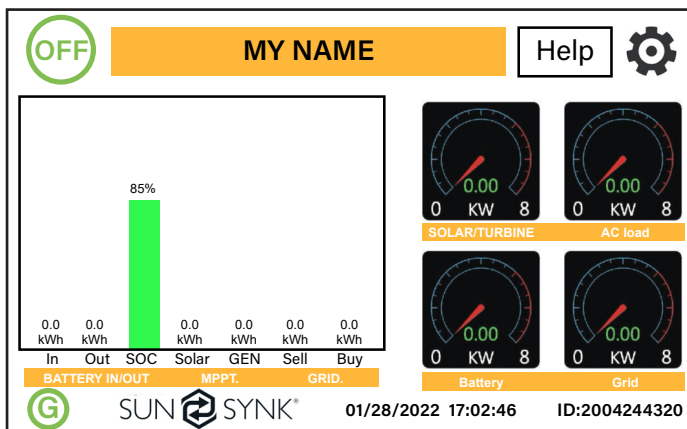 OFF
MY NAME
Help
85%
0.0 0.0 0.0 0.0 0.0 0.0
kWh kWh kWh kWh kWh kWh
In Out SOC Solar GEN Sell Buy
BATTERY IN/OUT MPPT. GRID.
0.00
0 KW 8
SOLAR/TURBINE
0.00
0 KW 8
AC load
0.00
0 KW 8
Battery
0.00
0 KW 8
Grid
G
SUN SYNK®
01/28/2022 17:02:46
ID:2004244320